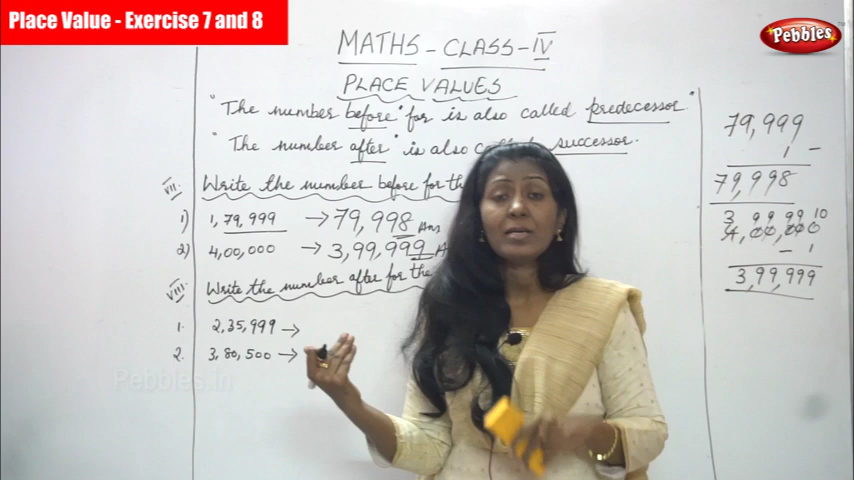 Place Value - Exercise 7 and 8
Pebbles
MATHS - CLASS - IV
PLACE VALUES
"The number before" for is also called predecessor"
"The number after" is also called successor.
VII. Write the number before for the
1) 1,79,999 → 79,998 Ans
2) 4,00,000 → 3,99,999 A
VIII. Write the number after for the
1. 2,35,999 →
2. 3,80,500 →
79,999
1 -
79,998
3 99 99 10
4,00,000
- 1
3,99,999
Pebbles.in